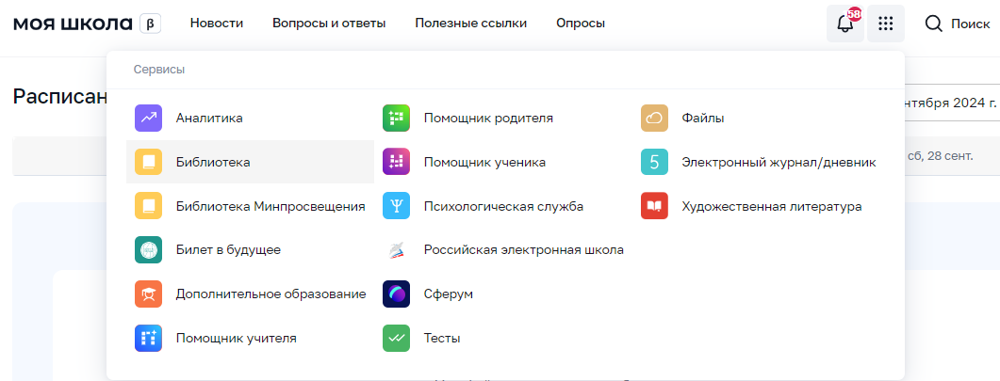 моя школа β
Новости
Вопросы и ответы
Полезные ссылки
Опросы
58
Поиск
Расписан
нтября 2024 г.
сб, 28 сент.
Сервисы
Аналитика
Библиотека
Библиотека Минпросвещения
Билет в будущее
Дополнительное образование
Помощник учителя
Помощник родителя
Помощник ученика
Психологическая служба
Российская электронная школа
Сферум
Тесты
Файлы
5
Электронный журнал/дневник
Художественная литература